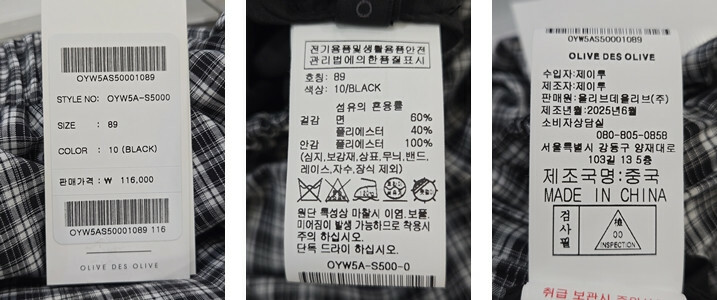 OYW5AS50001089
STYLE NO: OYW5A-S5000
SIZE : 89
COLOR : 10 (BLACK)
판매가격 : ₩ 116,000
OYW5AS50001089 116
OLIVE DES OLIVE
전기용품및생활용품안전
관리법에의한품질표시
호칭: 89
색상: 10/BLACK
섬유의 혼용률
겉감 면 60%
폴리에스터 40%
안감 폴리에스터 100%
(심지,보강재,상표,무늬,밴드,
레이스,자수,장식 제외)
원단 특성상 마찰시 이염,보풀,
미어짐이 발생 가능하므로 착용시
주의 하십시오.
단독 드라이 하십시오.
OYW5A-S500-0
OYW5AS50001089
OLIVE DES OLIVE
수입자:제이투
제조자:제이투
판매원:올리브데올리브(주)
제조년월:2025년6월
소비자상담실
080-805-0858
서울특별시 강동구 양재대로
103길 13 5층
제조국명:중국
MADE IN CHINA
검사필
檢
00
INSPECTION
취급 보관시 주의